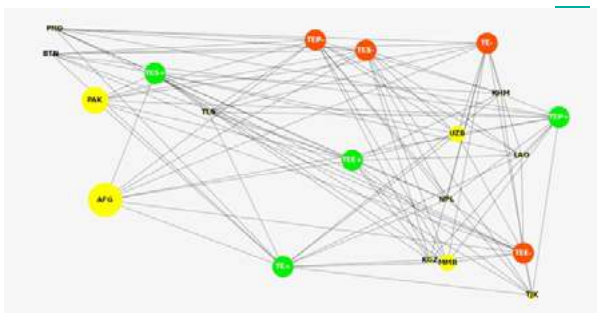 PNG
TEP-
TE-
TES-
BTN
TES+
PAK
KHM
TLS
TEP+
UZB
LAO
TEE+
AFG
NPL
TEE-
KGZ
MMR
TE+
TJK